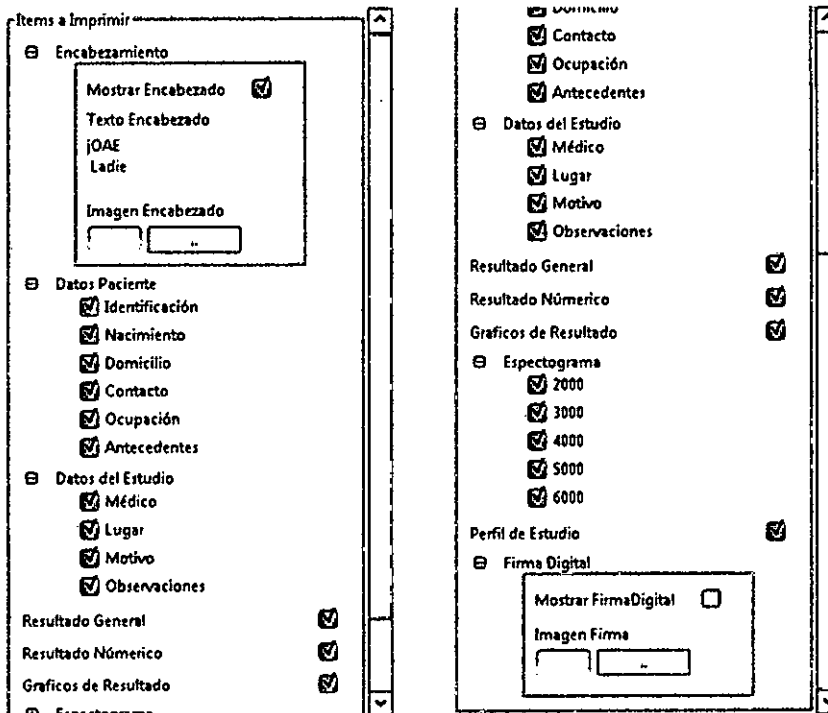 Items a Imprimir
Encabezamiento
Mostrar Encabezado
Texto Encabezado
jOAE
Ladie
Imagen Encabezado
..
Datos Paciente
Identificación
Nacimiento
Domicilio
Contacto
Ocupación
Antecedentes
Datos del Estudio
Médico
Lugar
Motivo
Observaciones
Resultado General
Resultado Númerico
Graficos de Resultado
Espectograma
Domicilio
Contacto
Ocupación
Antecedentes
Datos del Estudio
Médico
Lugar
Motivo
Observaciones
Resultado General
Resultado Númerico
Graficos de Resultado
Espectograma
2000
3000
4000
5000
6000
Perfil de Estudio
Firma Digital
Mostrar FirmaDigital
Imagen Firma
..